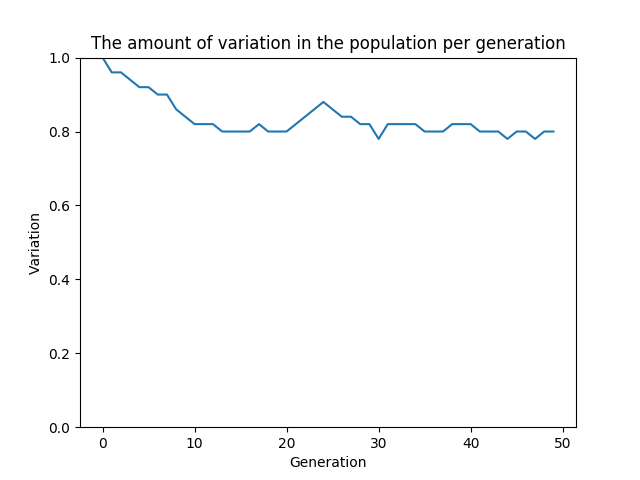 The amount of variation in the population per generation
1.0
0.8
0.6
0.4
0.2
0.0
Variation
0 10 20 30 40 50
Generation